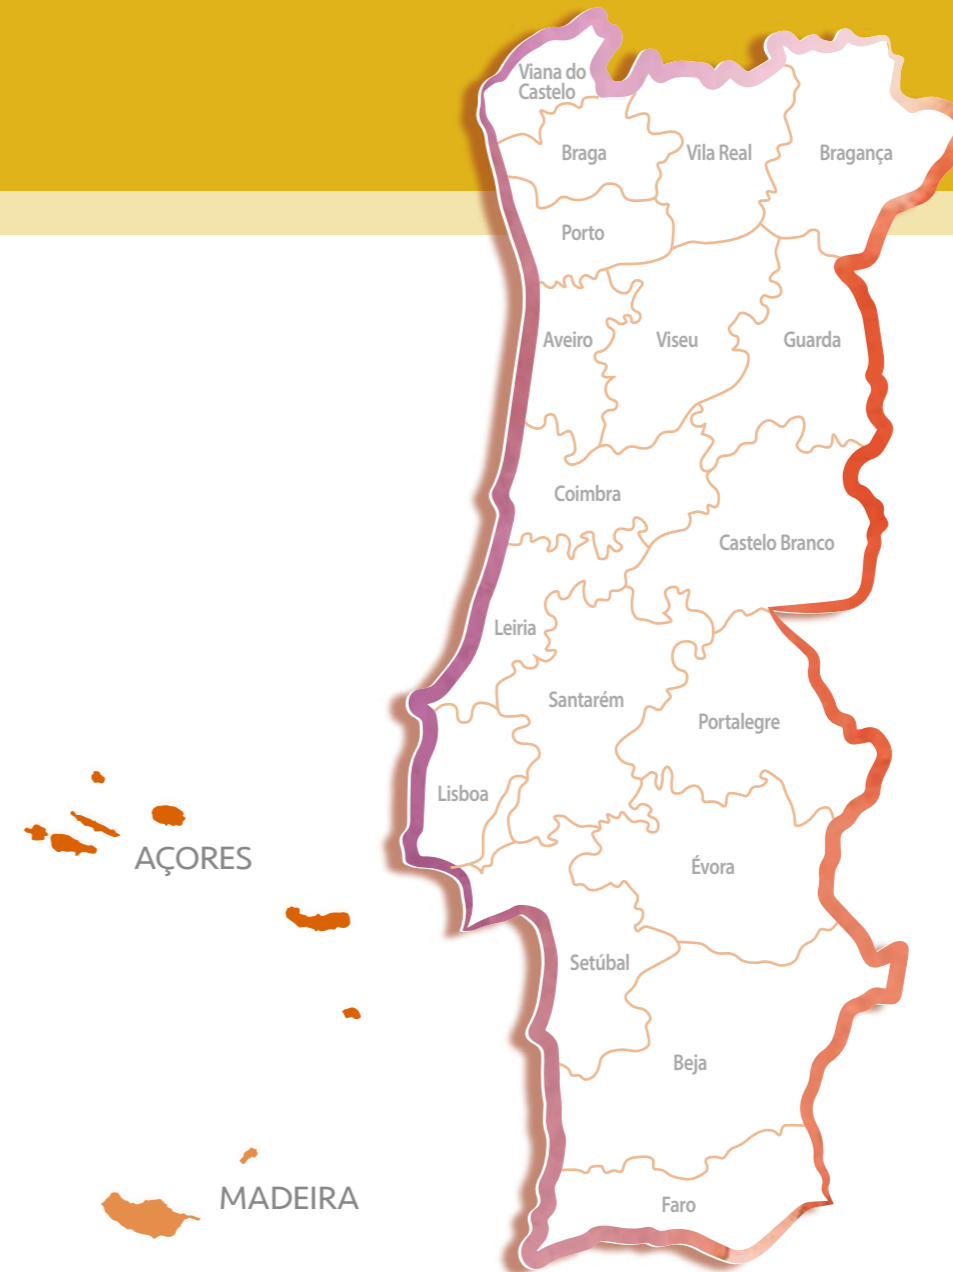 Viana do
Castelo
Braga
Vila Real
Bragança
Porto
Aveiro
Viseu
Guarda
Coimbra
Castelo Branco
Leiria
Santarém
Portalegre
Lisboa
AÇORES
Évora
Setúbal
Beja
MADEIRA
Faro